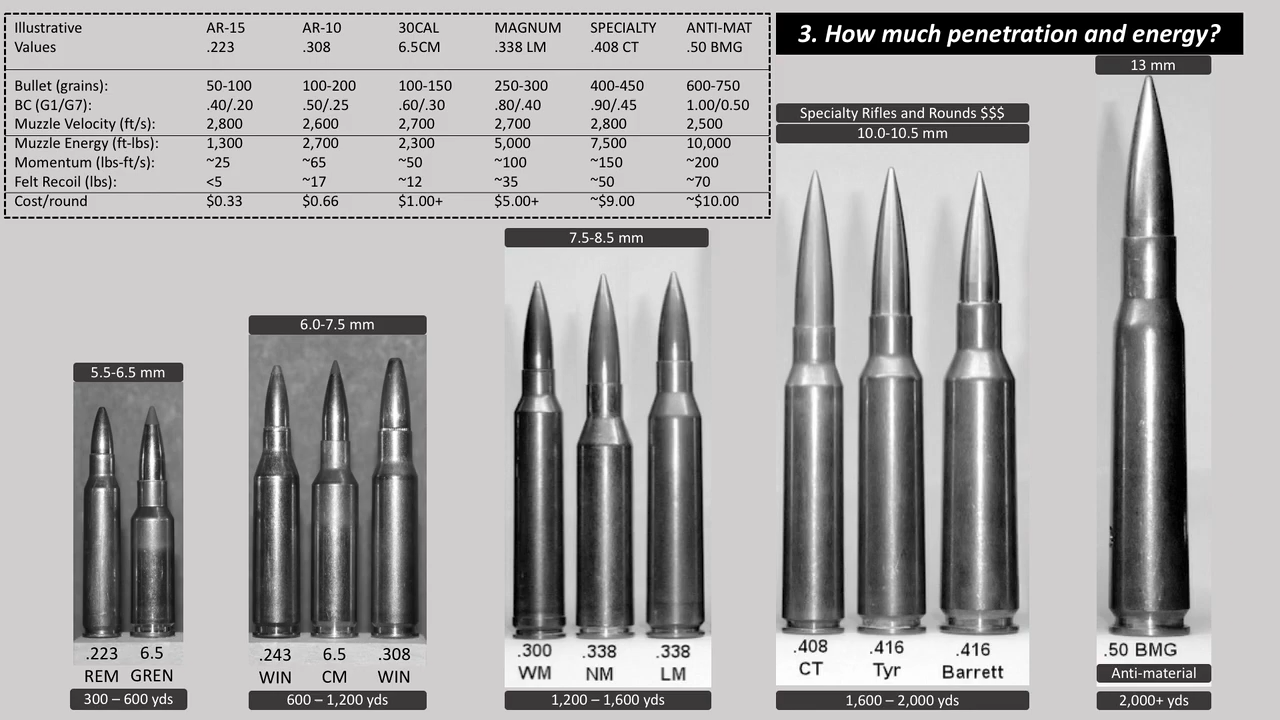 Illustrative AR-15 AR-10 30CAL MAGNUM SPECIALTY ANTI-MAT
Values .223 .308 6.5CM .338 LM .408 CT .50 BMG
Bullet (grains): 50-100 100-200 100-150 250-300 400-450 600-750
BC (G1/G7): .40/.20 .50/.25 .60/.30 .80/.40 .90/.45 1.00/0.50
Muzzle Velocity (ft/s): 2,800 2,600 2,700 2,700 2,800 2,500
Muzzle Energy (ft-lbs): 1,300 2,700 2,300 5,000 7,500 10,000
Momentum (lbs-ft/s): ~25 ~65 ~50 ~100 ~150 ~200
Felt Recoil (lbs): <5 ~17 ~12 ~35 ~50 ~70
Cost/round $0.33 $0.66 $1.00+ $5.00+ ~$9.00 ~$10.00
3. How much penetration and energy?
13 mm
Specialty Rifles and Rounds $$$
10.0-10.5 mm
7.5-8.5 mm
6.0-7.5 mm
5.5-6.5 mm
.223 6.5
REM GREN
300 – 600 yds
.243 6.5 .308
WIN CM WIN
600 – 1,200 yds
.300 .338 .338
WM NM LM
1,200 – 1,600 yds
.408 .416 .416
CT Tyr Barrett
1,600 – 2,000 yds
.50 BMG
Anti-material
2,000+ yds